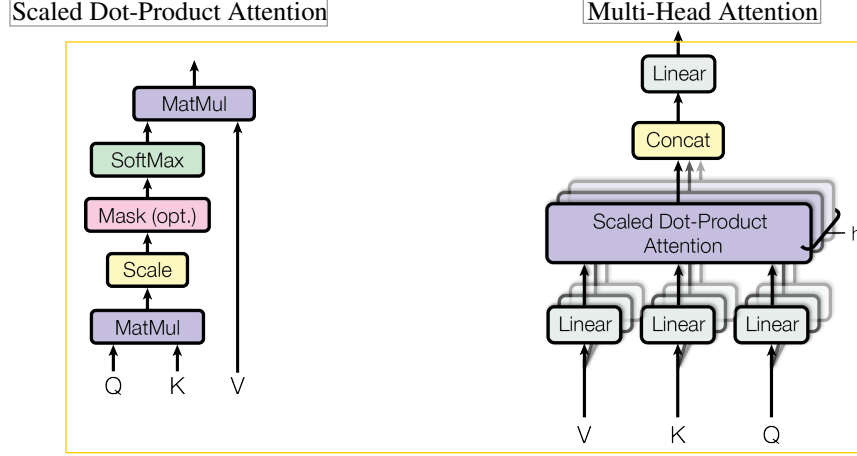 Scaled Dot-Product Attention
MatMul
SoftMax
Mask (opt.)
Scale
MatMul
Q K V
Multi-Head Attention
Linear
Concat
Scaled Dot-Product
Attention
h
Linear Linear Linear
V K Q